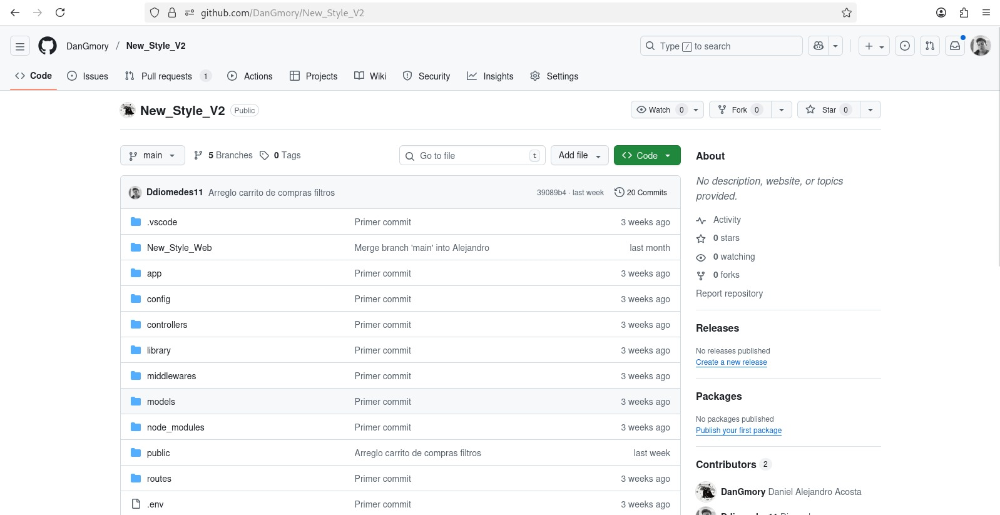 github.com/DanGmory/New_Style_V2
DanGmory / New_Style_V2
Type / to search
Code Issues Pull requests 1 Actions Projects Wiki Security Insights Settings
New_Style_V2 Public
Watch 0 Fork 0 Star 0
main 5 Branches 0 Tags Go to file t Add file Code
Ddiomedes11 Arreglo carrito de compras filtros 39089b4 · last week 20 Commits
.vscode Primer commit 3 weeks ago
New_Style_Web Merge branch 'main' into Alejandro last month
app Primer commit 3 weeks ago
config Primer commit 3 weeks ago
controllers Primer commit 3 weeks ago
library Primer commit 3 weeks ago
middlewares Primer commit 3 weeks ago
models Primer commit 3 weeks ago
node_modules Primer commit 3 weeks ago
public Arreglo carrito de compras filtros last week
routes Primer commit 3 weeks ago
.env Primer commit 3 weeks ago
About
No description, website, or topics
provided.
Activity
0 stars
0 watching
0 forks
Report repository
Releases
No releases published
Create a new release
Packages
No packages published
Publish your first package
Contributors 2
DanGmory Daniel Alejandro Acosta